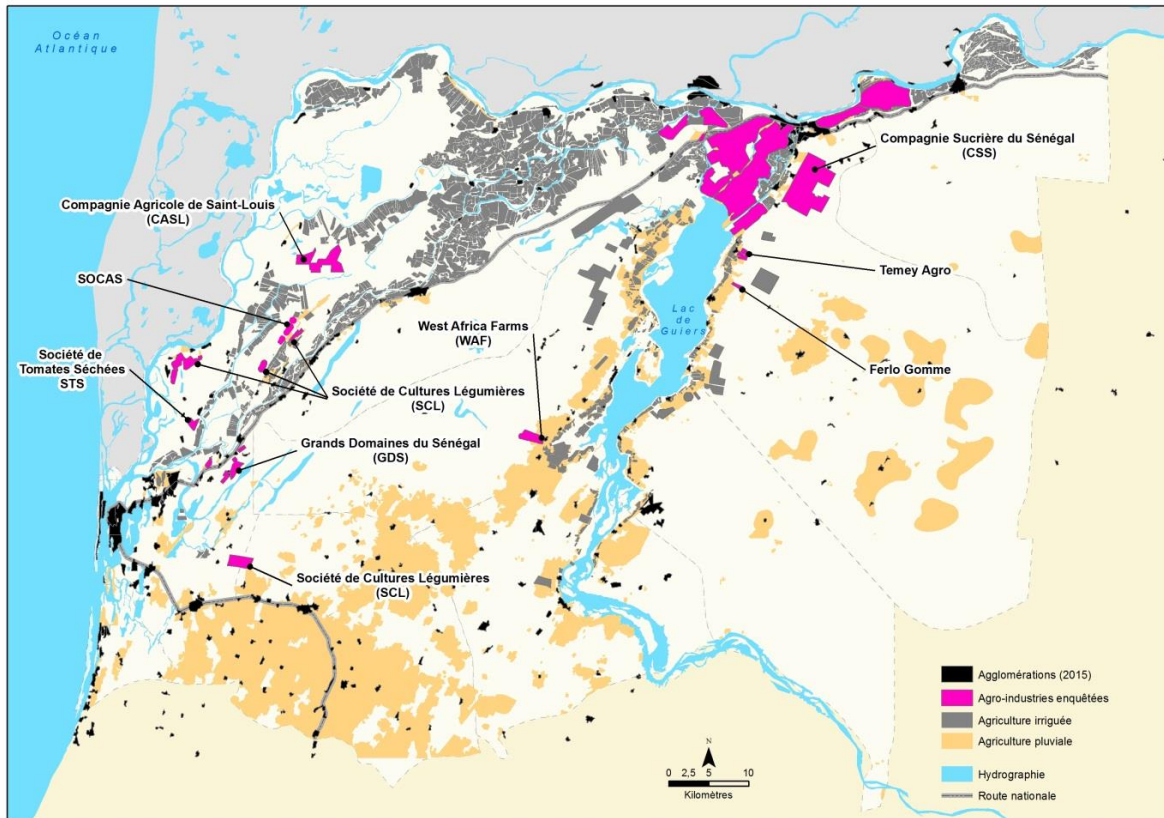 Océan
Atlantique
Compagnie Sucrière du Sénégal
(CSS)
Compagnie Agricole de Saint-Louis
(CASL)
SOCAS
Temey Agro
Lac
de
Guiers
West Africa Farms
(WAF)
Société de
Tomates Séchées
STS
Ferlo Gomme
Société de Cultures Légumières
(SCL)
Grands Domaines du Sénégal
(GDS)
Société de Cultures Légumières
(SCL)
Agglomérations (2015)
Agro-industries enquêtées
Agriculture irriguée
Agriculture pluviale
Hydrographie
Route nationale
N
0 2,5 5 10
Kilomètres